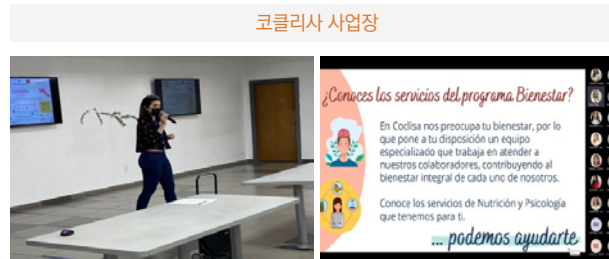 코클리사 사업장
¿Conoces los servicios del programa Bienestar?
En Coclisa nos preocupa tu bienestar, por lo
que pone a tu disposición un equipo
especializado que trabaja en atender a
nuestros colaboradores, contribuyendo al
bienestar integral de cada uno de nosotros.
Conoce los servicios de Nutrición y Psicología
que tenemos para ti.
... podemos ayudarte